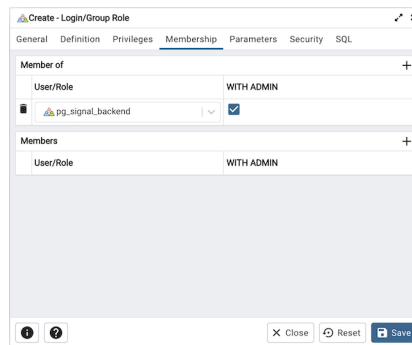 Create - Login/Group Role
General Definition Privileges Membership Parameters Security SQL
Member of
User/Role WITH ADMIN
pg_signal_backend
Members
User/Role WITH ADMIN
Close Reset Save